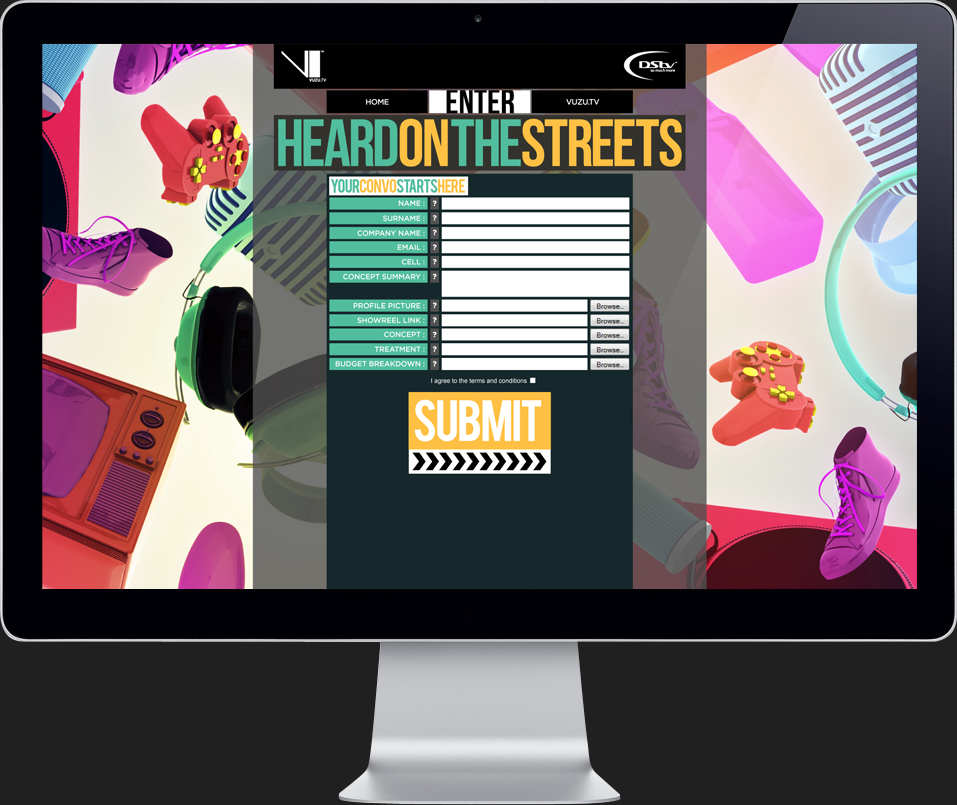 VUZU.TV
DStv
so much more
HOME ENTER VUZU.TV
HEARDONTHESTREETS
YOURCONVOSTARTSHERE
NAME : ?
SURNAME : ?
COMPANY NAME : ?
EMAIL : ?
CELL : ?
CONCEPT SUMMARY : ?
PROFILE PICTURE : ? Browse...
SHOWREEL LINK : ? Browse...
CONCEPT : ? Browse...
TREATMENT : ? Browse...
BUDGET BREAKDOWN : ? Browse...
I agree to the terms and conditions
SUBMIT